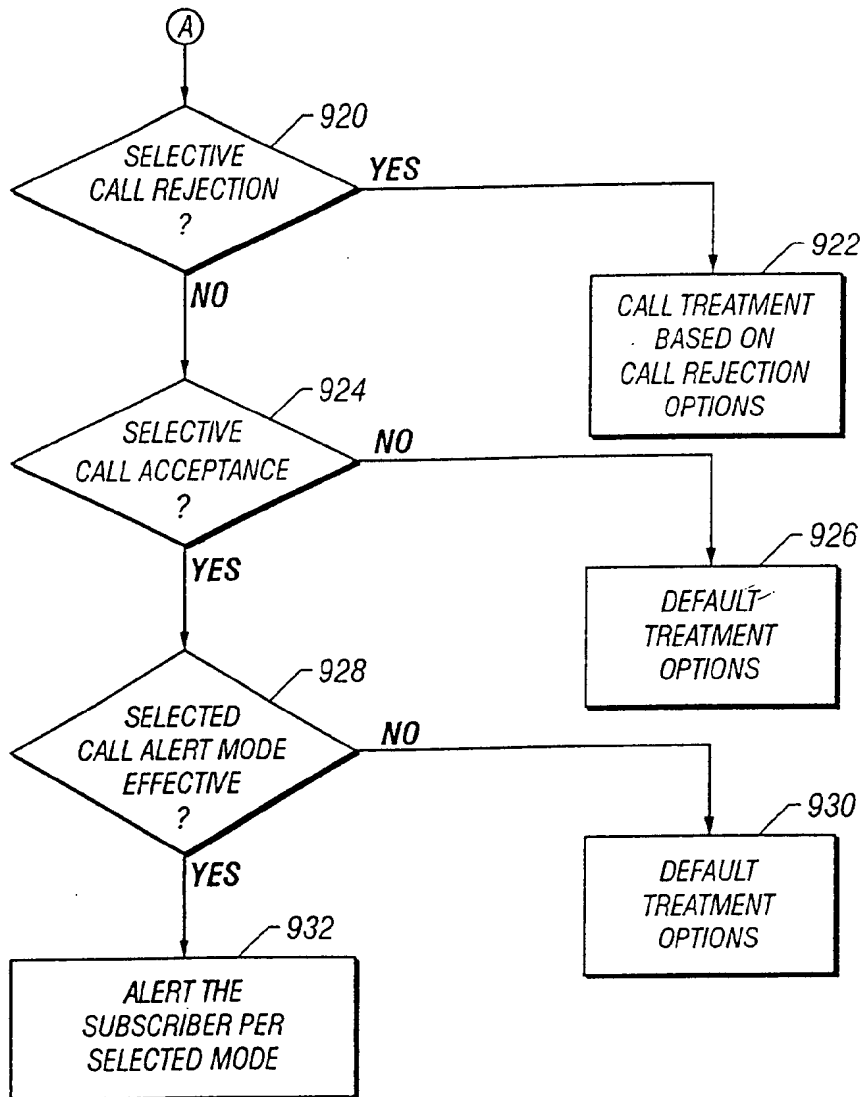 A
920
SELECTIVE
CALL REJECTION
?
YES
NO
922
CALL TREATMENT
BASED ON
CALL REJECTION
OPTIONS
924
SELECTIVE
CALL ACCEPTANCE
?
NO
YES
926
DEFAULT
TREATMENT
OPTIONS
928
SELECTED
CALL ALERT MODE
EFFECTIVE
?
NO
YES
930
DEFAULT
TREATMENT
OPTIONS
932
ALERT THE
SUBSCRIBER PER
SELECTED MODE